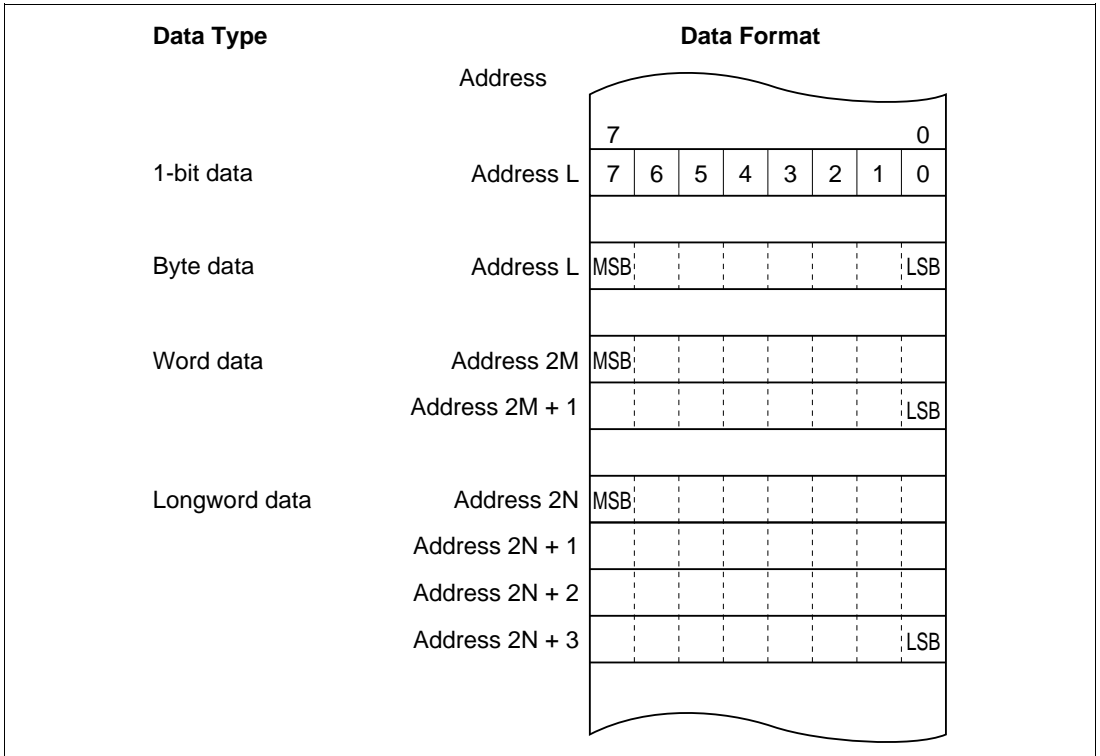 Data Type Data Format
Address
7 0
1-bit data Address L 7 6 5 4 3 2 1 0
Byte data Address L MSB LSB
Word data Address 2M MSB
Address 2M + 1 LSB
Longword data Address 2N MSB
Address 2N + 1
Address 2N + 2
Address 2N + 3 LSB